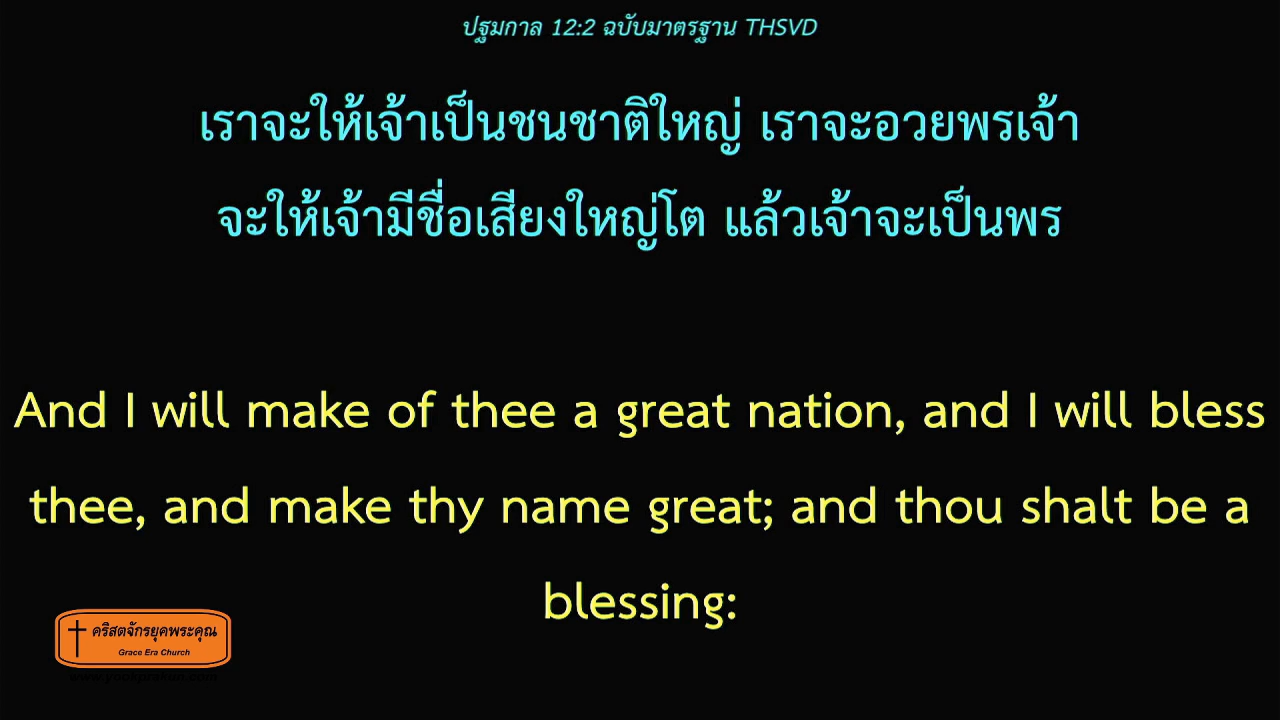 ปฐมกาล 12:2 ฉบับมาตรฐาน THSVD
เราจะให้เจ้าเป็นชนชาติใหญ่ เราจะอวยพรเจ้า
จะให้เจ้ามีชื่อเสียงใหญ่โต แล้วเจ้าจะเป็นพร
And I will make of thee a great nation, and I will bless
thee, and make thy name great; and thou shalt be a
blessing:
คริสตจักรยุคพระคุณ
Grace Era Church